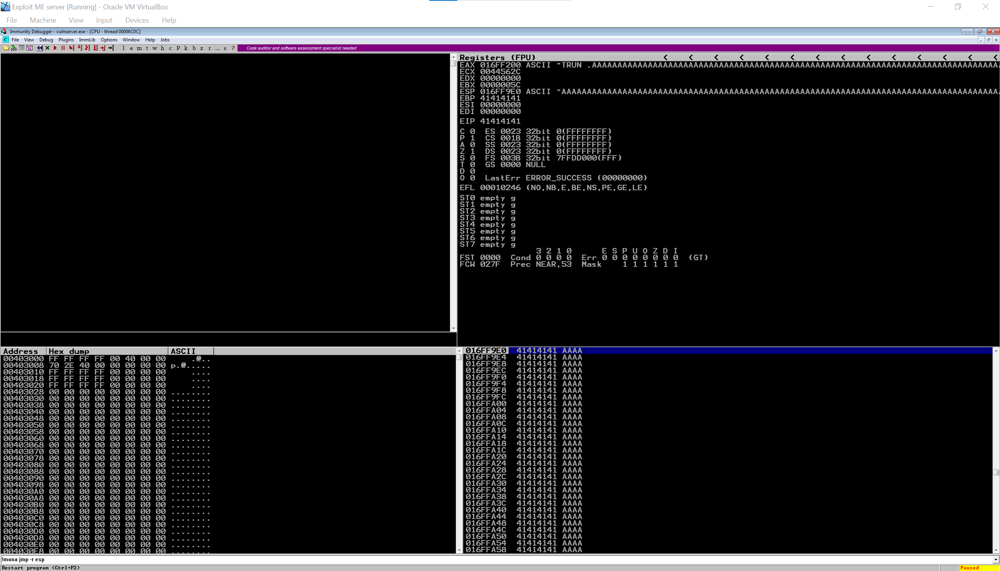 Exploit ME server [Running] - Oracle VM VirtualBox
File Machine View Input Devices Help
Immunity Debugger - vulnserver.exe - [CPU - thread 00006C0C]
C File View Debug Plugins ImmLib Options Window Help Jobs
l e m t w h c P k b z r ... s ? Code auditor and software assessment specialist needed
Registers (FPU) < < < < < < < < < < < < < <
EAX 016FF200 ASCII "TRUN .AAAAAAAAAAAAAAAAAAAAAAAAAAAAAAAAAAAAAAAAAAAAAAAAAAAAAAAAAAAAAAAAAAAAAAAAAAAAAAAA
ECX 0044562C
EDX 00000000
EBX 0000005C
ESP 016FF9E0 ASCII "AAAAAAAAAAAAAAAAAAAAAAAAAAAAAAAAAAAAAAAAAAAAAAAAAAAAAAAAAAAAAAAAAAAAAAAAAAAAAAAAAAAAAA
EBP 41414141
ESI 00000000
EDI 00000000
EIP 41414141
C 0 ES 0023 32bit 0(FFFFFFFF)
P 1 CS 001B 32bit 0(FFFFFFFF)
A 0 SS 0023 32bit 0(FFFFFFFF)
Z 1 DS 0023 32bit 0(FFFFFFFF)
S 0 FS 003B 32bit 7FFDD000(FFF)
T 0 GS 0000 NULL
D 0
O 0 LastErr ERROR_SUCCESS (00000000)
EFL 00010246 (NO,NB,E,BE,NS,PE,GE,LE)
ST0 empty g
ST1 empty g
ST2 empty g
ST3 empty g
ST4 empty g
ST5 empty g
ST6 empty g
ST7 empty g
3 2 1 0 E S P U O Z D I
FST 0000 Cond 0 0 0 0 Err 0 0 0 0 0 0 0 0 (GT)
FCW 027F Prec NEAR,53 Mask 1 1 1 1 1 1
Address Hex dump ASCII
00403000 FF FF FF FF 00 40 00 00 .@..
00403008 70 2E 40 00 00 00 00 00 p.@.....
00403010 FF FF FF FF 00 00 00 00 ....
00403018 FF FF FF FF 00 00 00 00 ....
00403020 FF FF FF FF 00 00 00 00 ....
00403028 00 00 00 00 00 00 00 00 ........
00403030 00 00 00 00 00 00 00 00 ........
00403038 00 00 00 00 00 00 00 00 ........
00403040 00 00 00 00 00 00 00 00 ........
00403048 00 00 00 00 00 00 00 00 ........
00403050 00 00 00 00 00 00 00 00 ........
00403058 00 00 00 00 00 00 00 00 ........
00403060 00 00 00 00 00 00 00 00 ........
00403068 00 00 00 00 00 00 00 00 ........
00403070 00 00 00 00 00 00 00 00 ........
00403078 00 00 00 00 00 00 00 00 ........
00403080 00 00 00 00 00 00 00 00 ........
00403088 00 00 00 00 00 00 00 00 ........
00403090 00 00 00 00 00 00 00 00 ........
00403098 00 00 00 00 00 00 00 00 ........
004030A0 00 00 00 00 00 00 00 00 ........
004030A8 00 00 00 00 00 00 00 00 ........
004030B0 00 00 00 00 00 00 00 00 ........
004030B8 00 00 00 00 00 00 00 00 ........
004030C0 00 00 00 00 00 00 00 00 ........
004030C8 00 00 00 00 00 00 00 00 ........
004030D0 00 00 00 00 00 00 00 00 ........
004030D8 00 00 00 00 00 00 00 00 ........
004030E0 00 00 00 00 00 00 00 00 ........
004030E8 00 00 00 00 00 00 00 00 ........
016FF9E0 41414141 AAAA
016FF9E4 41414141 AAAA
016FF9E8 41414141 AAAA
016FF9EC 41414141 AAAA
016FF9F0 41414141 AAAA
016FF9F4 41414141 AAAA
016FF9F8 41414141 AAAA
016FF9FC 41414141 AAAA
016FFA00 41414141 AAAA
016FFA04 41414141 AAAA
016FFA08 41414141 AAAA
016FFA0C 41414141 AAAA
016FFA10 41414141 AAAA
016FFA14 41414141 AAAA
016FFA18 41414141 AAAA
016FFA1C 41414141 AAAA
016FFA20 41414141 AAAA
016FFA24 41414141 AAAA
016FFA28 41414141 AAAA
016FFA2C 41414141 AAAA
016FFA30 41414141 AAAA
016FFA34 41414141 AAAA
016FFA38 41414141 AAAA
016FFA3C 41414141 AAAA
016FFA40 41414141 AAAA
016FFA44 41414141 AAAA
016FFA48 41414141 AAAA
016FFA4C 41414141 AAAA
016FFA50 41414141 AAAA
016FFA54 41414141 AAAA
016FFA58 41414141 AAAA
!mona jmp -r esp
Restart program (Ctrl+F2) Paused